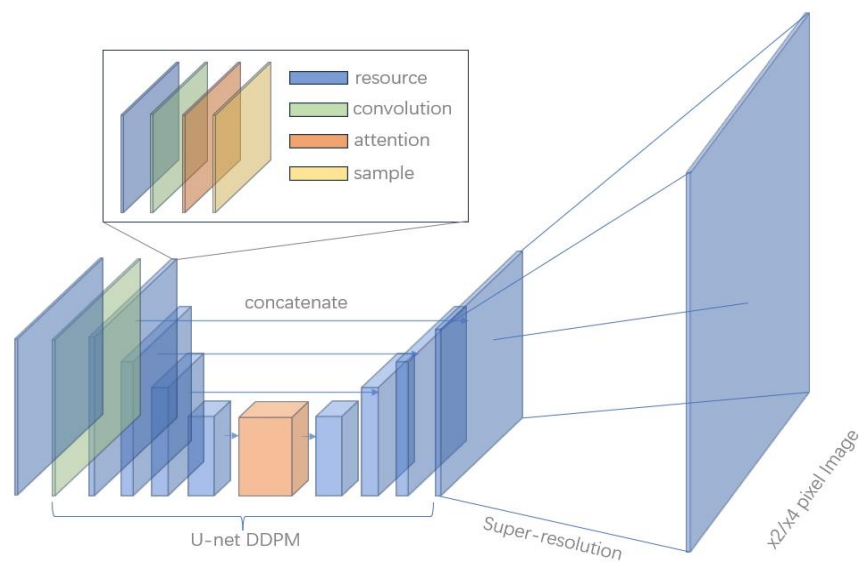 resource
convolution
attention
sample
concatenate
U-net DDPM
Super-resolution
x2/x4 pixel Image